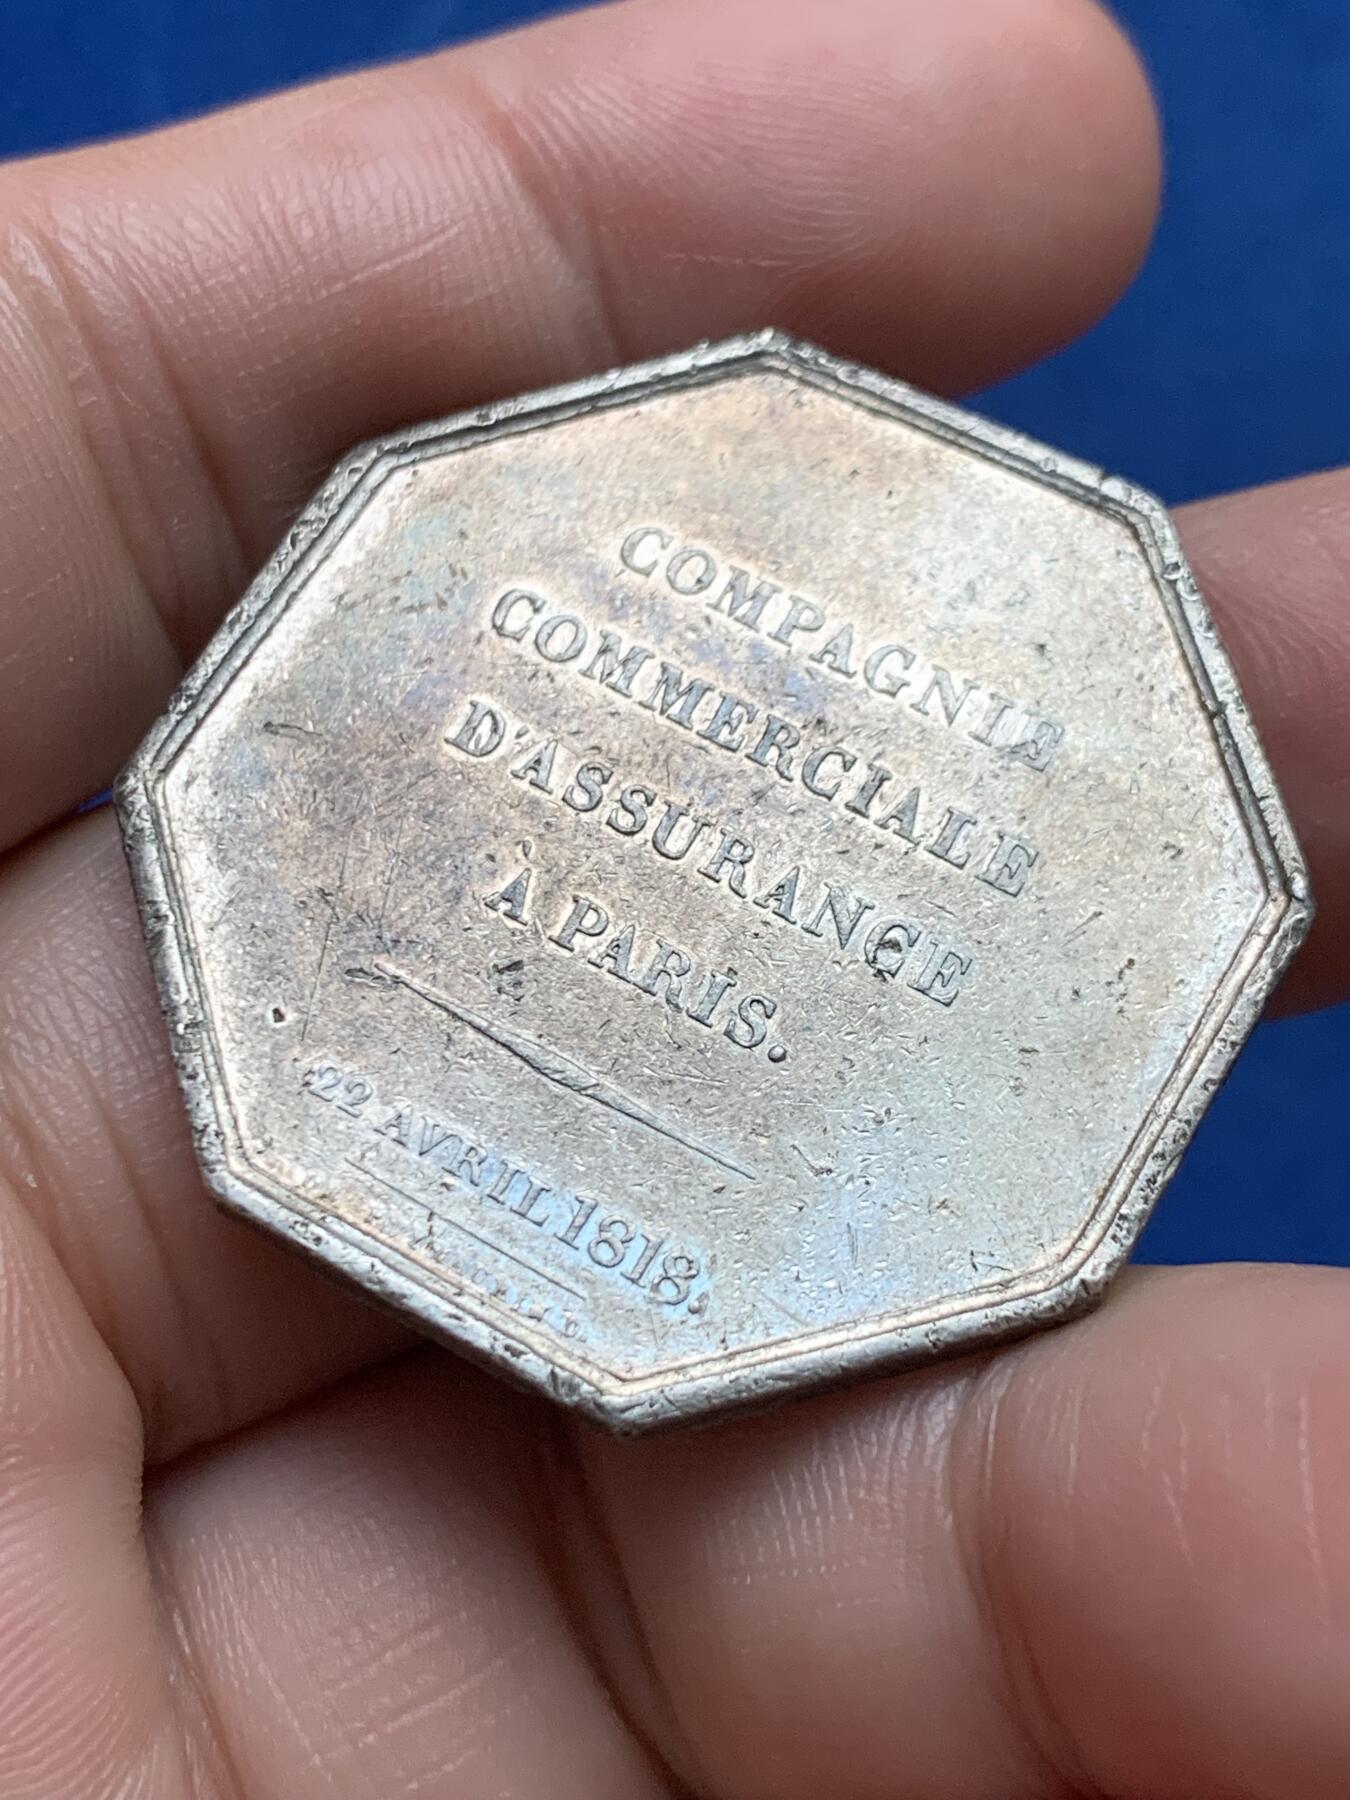 COMPAGNIE
COMMERCIALE
D'ASSURANCE
À PARIS.
22 AVRIL 1818.